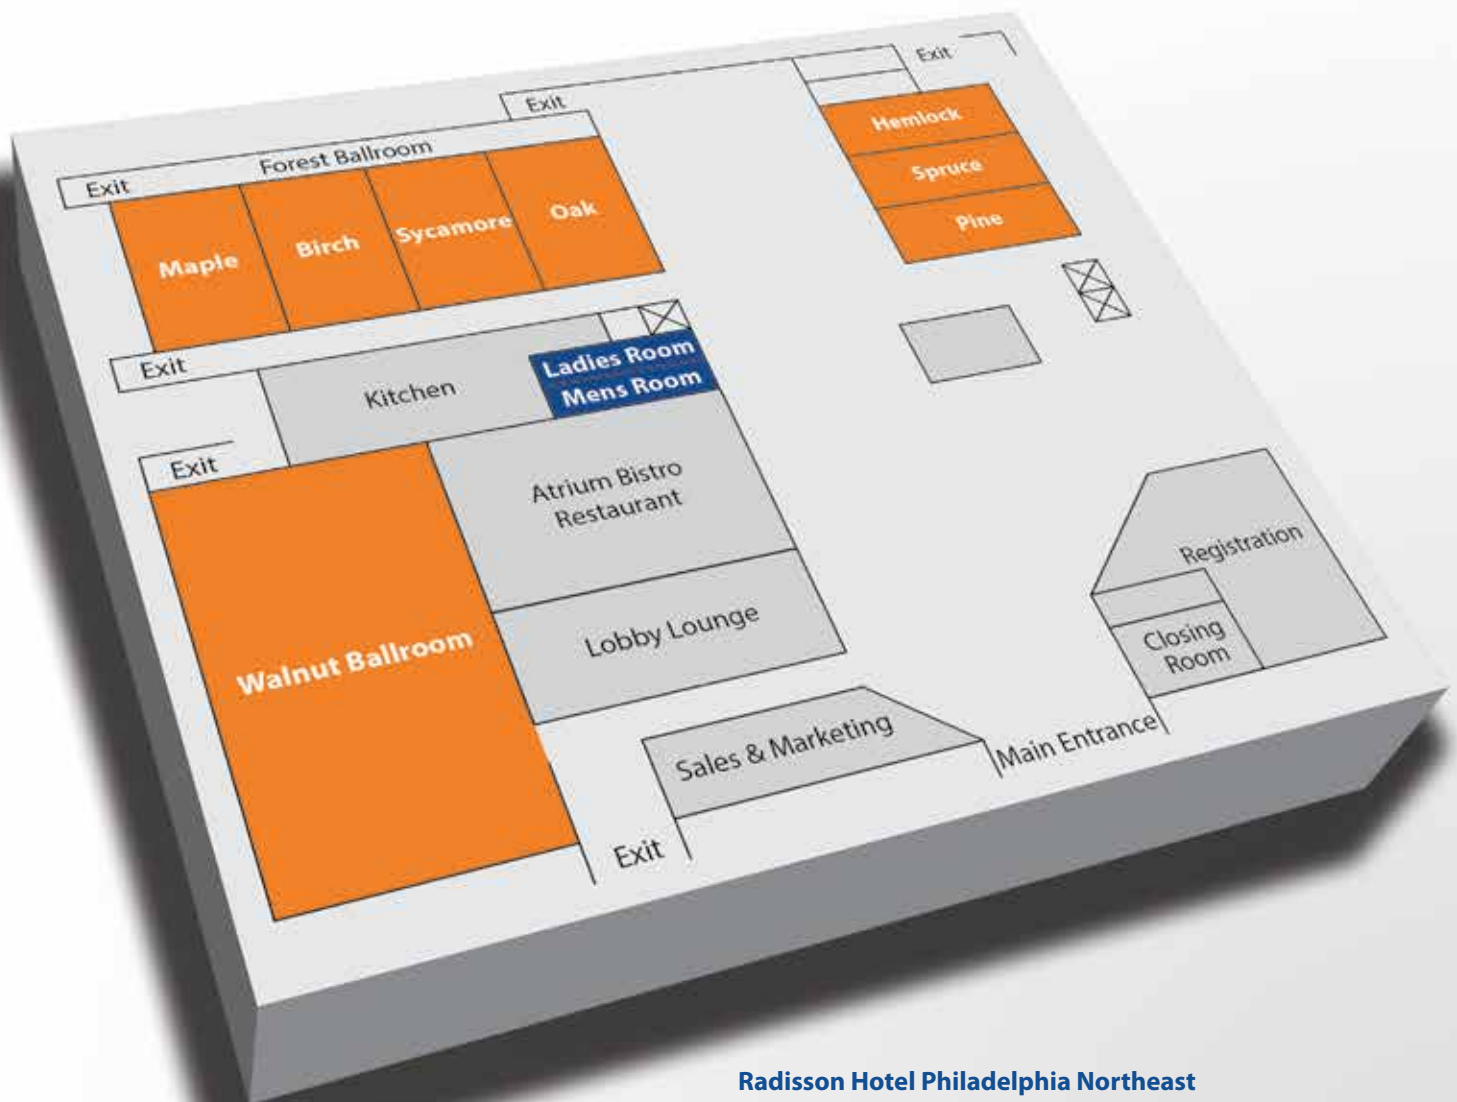 Exit
Exit
Hemlock
Forest Ballroom
Exit
Spruce
Oak
Sycamore
Pine
Birch
Maple
Exit
Ladies Room
Kitchen
Mens Room
Exit
Atrium Bistro
Restaurant
Registration
Lobby Lounge
Closing
Room
Walnut Ballroom
Sales & Marketing
Main Entrance
Exit
Radisson Hotel Philadelphia Northeast